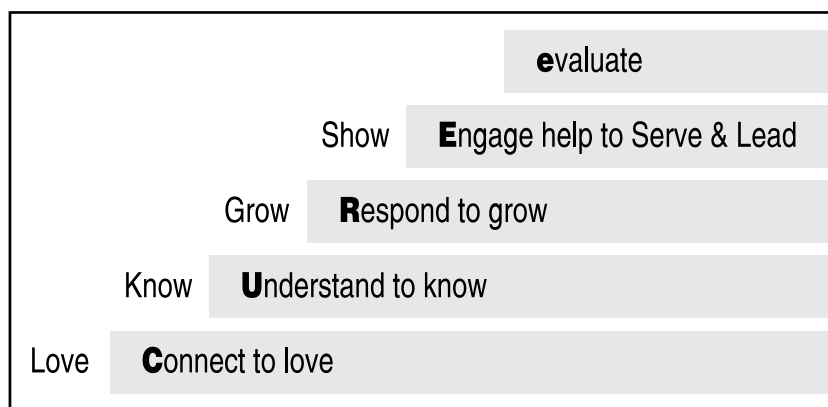 evaluate
Show Engage help to Serve & Lead
Grow Respond to grow
Know Understand to know
Love Connect to love